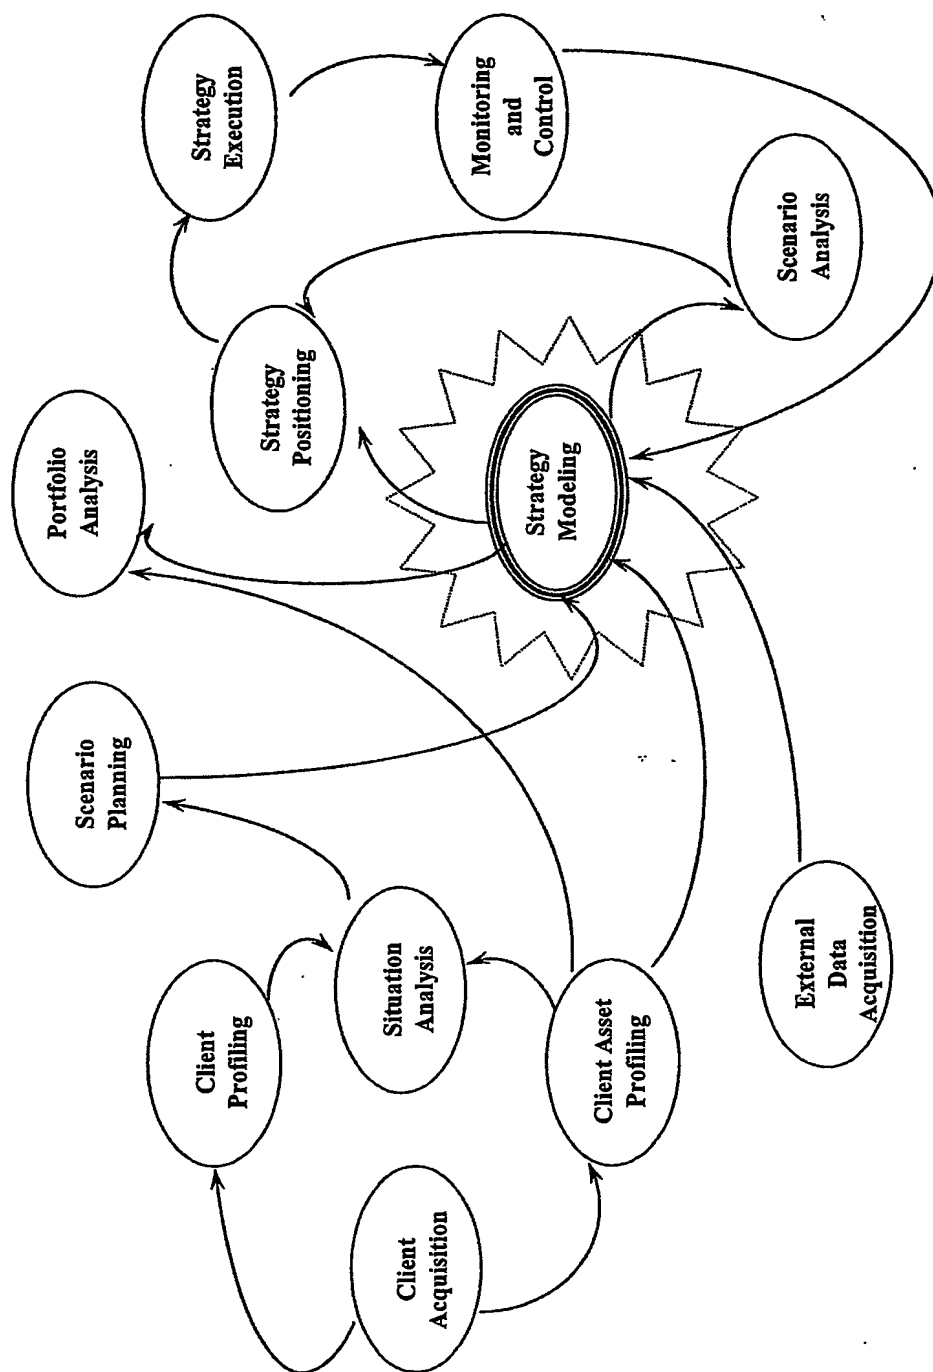 Client
Acquisition
Client
Profiling
Client Asset
Profiling
Situation
Analysis
External
Data
Acquisition
Scenario
Planning
Portfolio
Analysis
Strategy
Modeling
Strategy
Positioning
Scenario
Analysis
Strategy
Execution
Monitoring
and
Control